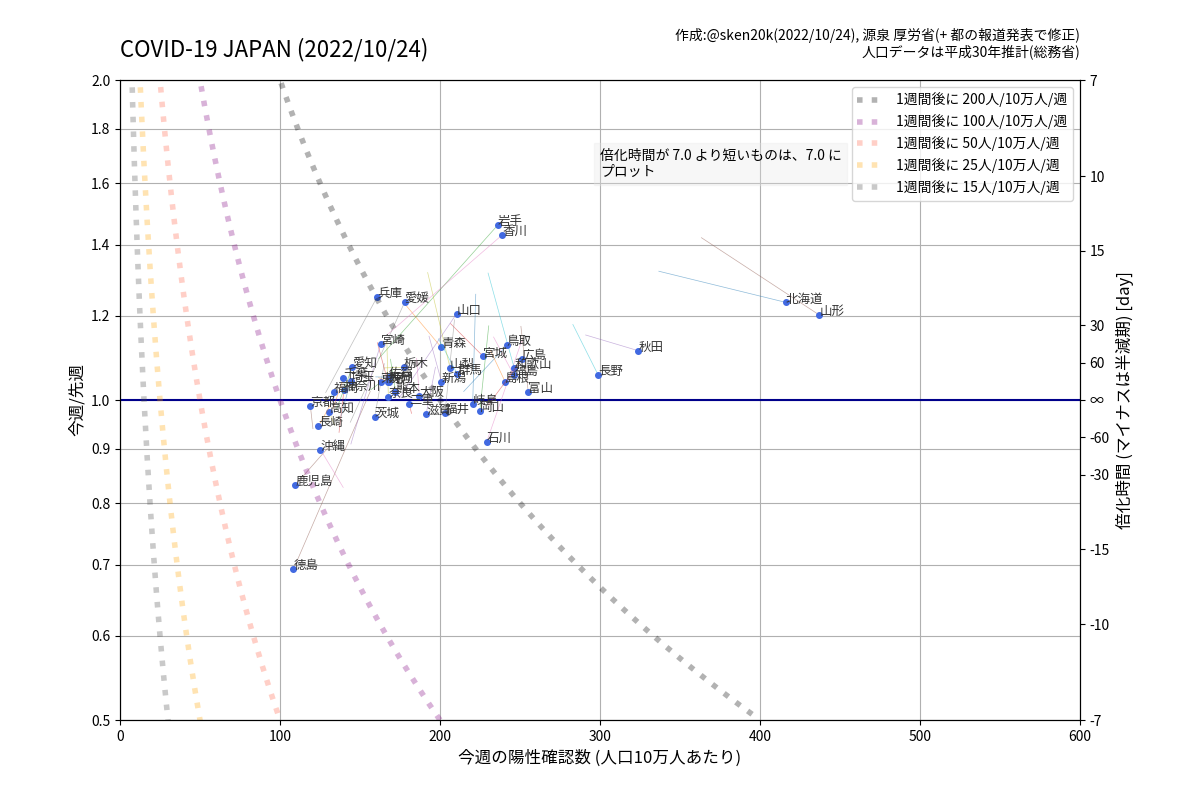 COVID-19 JAPAN (2022/10/24)
作成:@sken20k(2022/10/24), 源泉 厚労省(+ 都の報道発表で修正)
人口データは平成30年推計(総務省)
2.0
1.8
1.6
1.4
1.2
1.0
0.9
0.8
0.7
0.6
0.5
今週/先週
7
10
15
30
60
∞
-60
-30
-15
-10
-7
倍化時間 (マイナスは半減期) [day]
1週間後に 200人/10万人/週
1週間後に 100人/10万人/週
1週間後に 50人/10万人/週
1週間後に 25人/10万人/週
1週間後に 15人/10万人/週
倍化時間が 7.0 より短いものは、7.0 に
プロット
岩手
香川
兵庫
愛媛
北海道
山形
山口
宮崎
青森
鳥取
秋田
宮城
広島
愛知
栃木
山梨
群馬
和歌山
長野
新潟
島根
富山
大阪
京都
高知
茨城
滋賀
福井
岐阜
岡山
長崎
石川
沖縄
鹿児島
徳島
0
100
200
300
400
500
600
今週の陽性確認数 (人口10万人あたり)